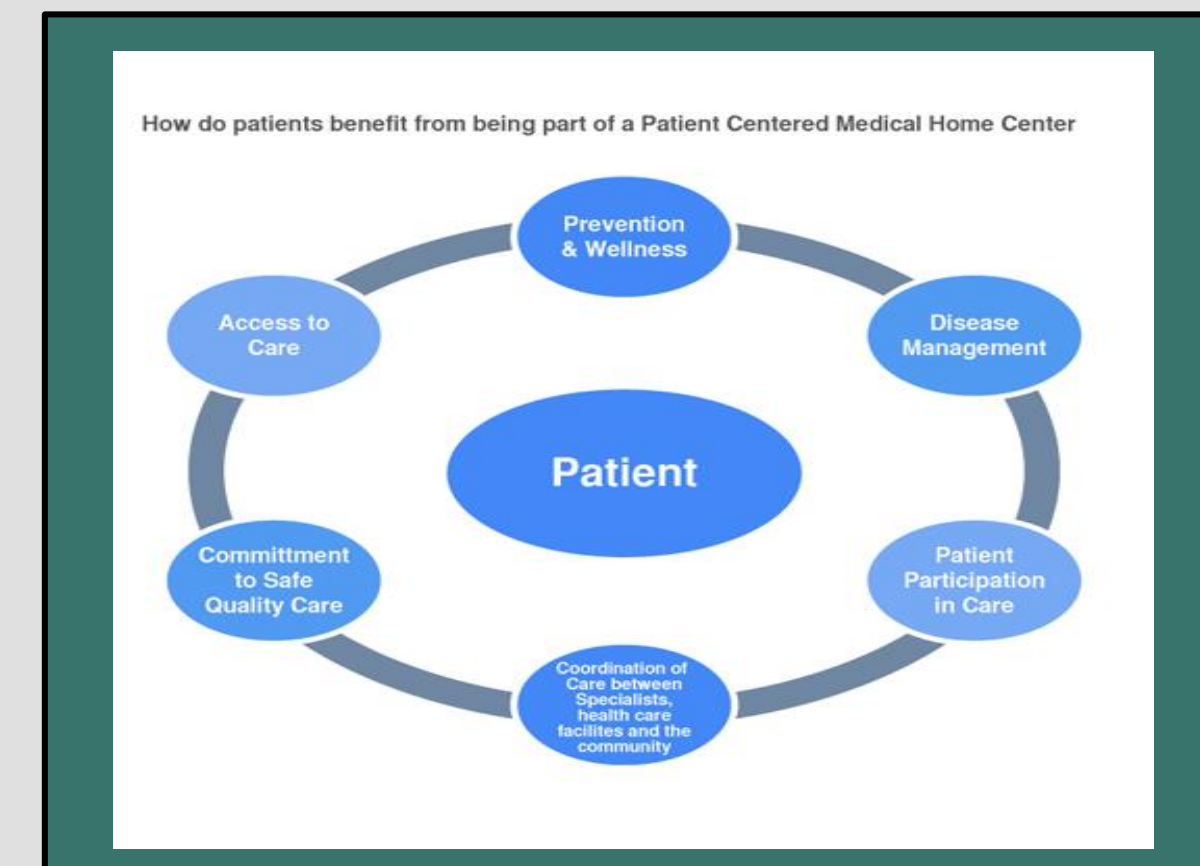 How do patients benefit from being part of a Patient Centered Medical Home Center
Prevention
& Wellness
Disease
Management
Patient
Participation
in Care
Coordination of
Care between
Specialists,
health care
facilites and the
community
Committment
to Safe
Quality Care
Access to
Care
Patient